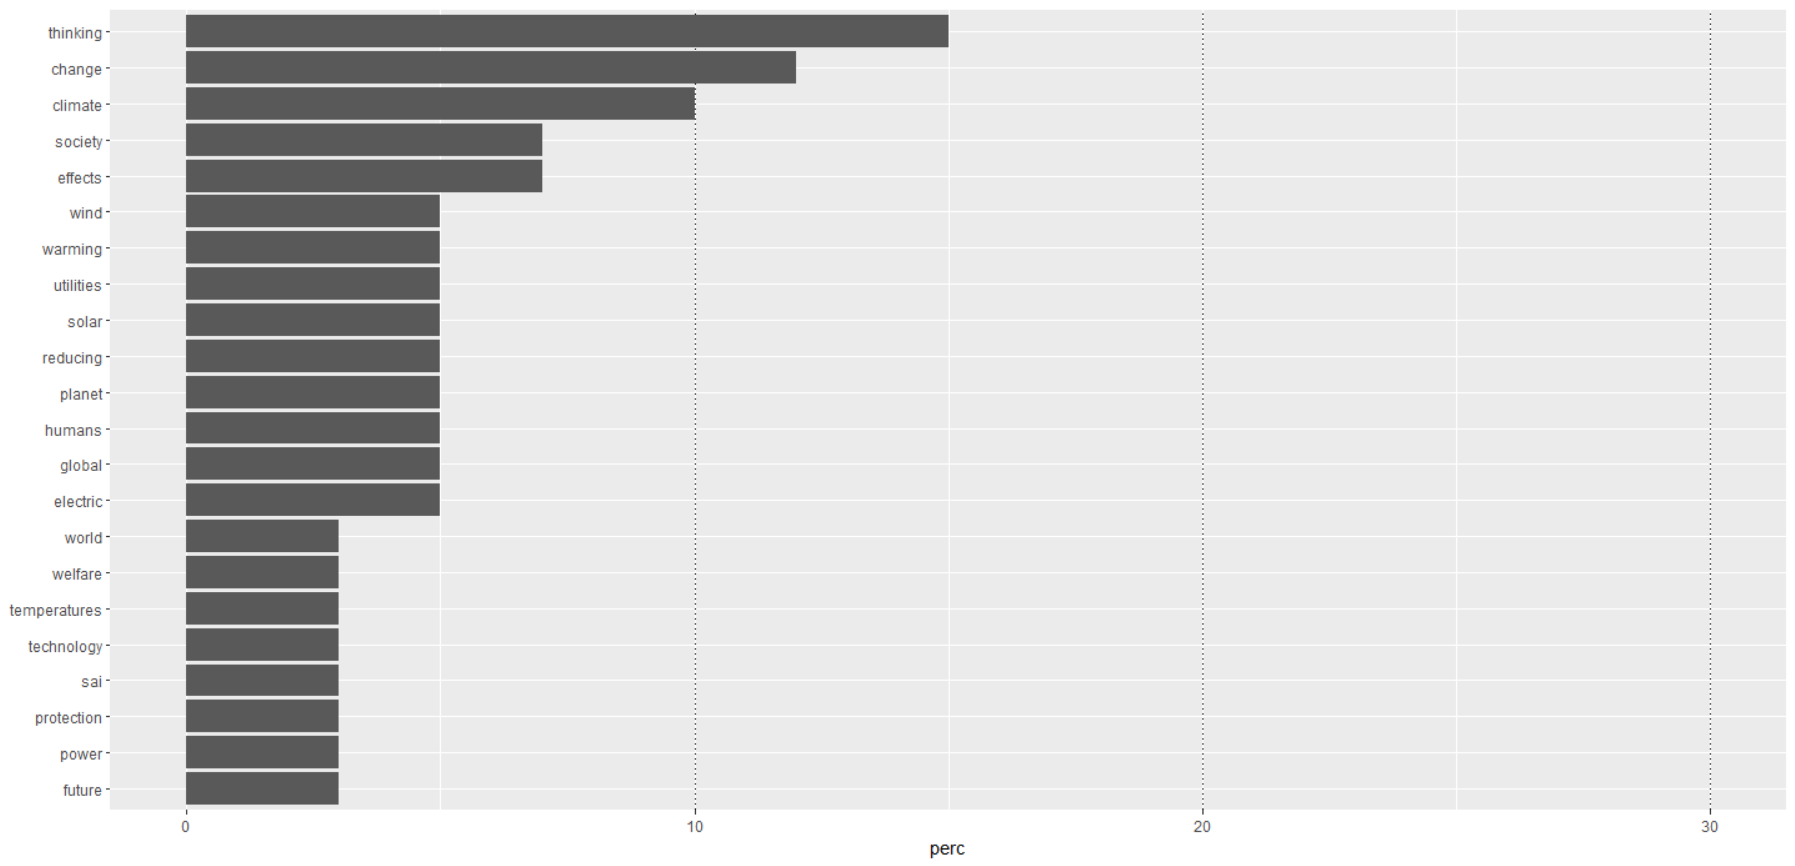 thinking
change
climate
society
effects
wind
warming
utilities
solar
reducing
planet
humans
global
electric
world
welfare
temperatures
technology
sai
protection
power
future
0 10 20 30
perc